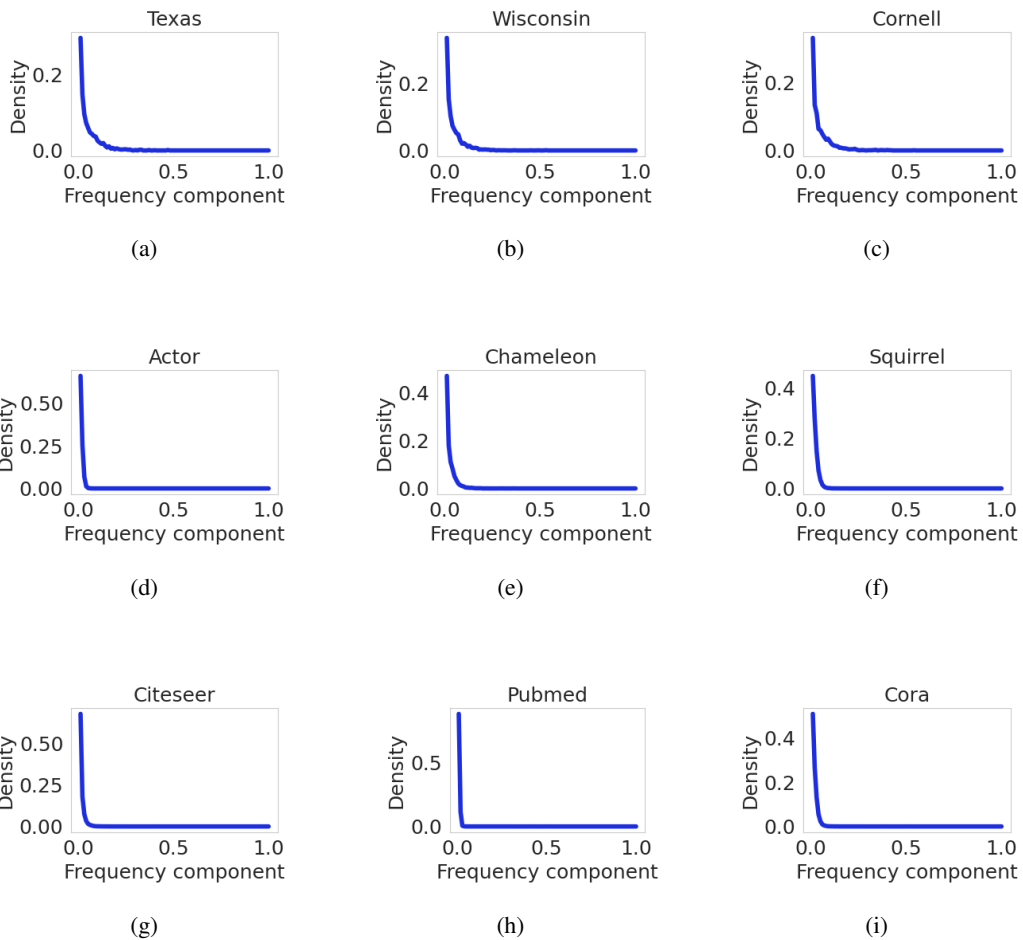 Texas
Density
0.2
0.0
0.0 0.5 1.0
Frequency component
(a)
Wisconsin
Density
0.2
0.0
0.0 0.5 1.0
Frequency component
(b)
Cornell
Density
0.2
0.0
0.0 0.5 1.0
Frequency component
(c)
Actor
Density
0.50
0.25
0.00
0.0 0.5 1.0
Frequency component
(d)
Chameleon
Density
0.4
0.2
0.0
0.0 0.5 1.0
Frequency component
(e)
Squirrel
Density
0.4
0.2
0.0
0.0 0.5 1.0
Frequency component
(f)
Citeseer
Density
0.50
0.25
0.00
0.0 0.5 1.0
Frequency component
(g)
Pubmed
Density
0.5
0.0
0.0 0.5 1.0
Frequency component
(h)
Cora
Density
0.4
0.2
0.0
0.0 0.5 1.0
Frequency component
(i)